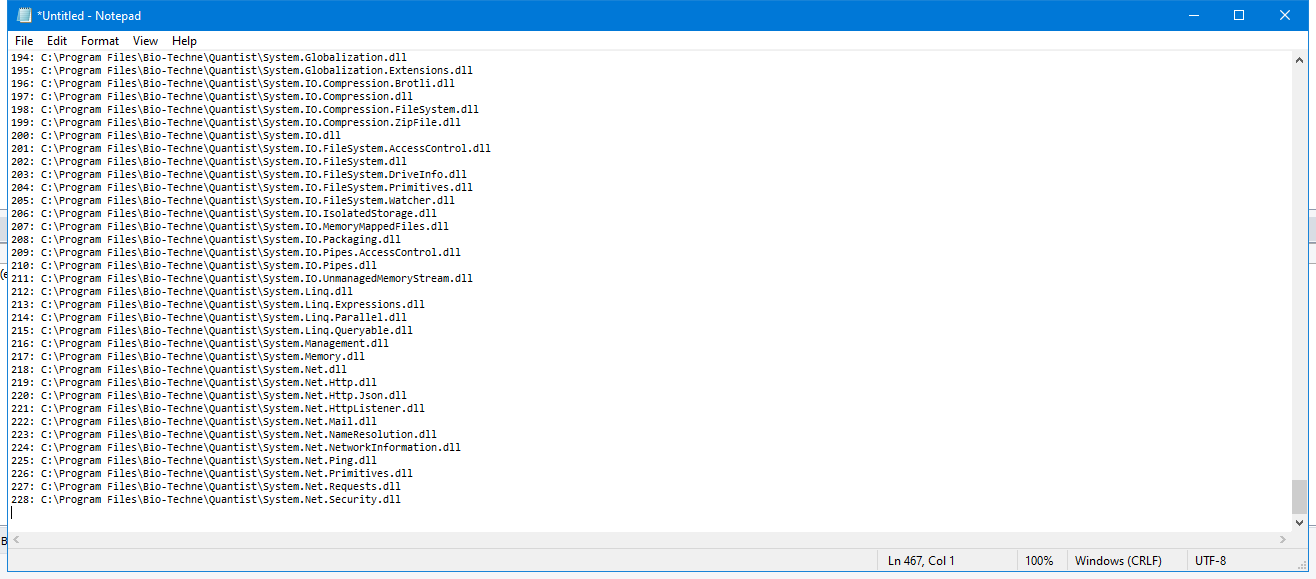 *Untitled - Notepad
File Edit Format View Help
194: C:\Program Files\Bio-Techne\Quantist\System.Globalization.dll
195: C:\Program Files\Bio-Techne\Quantist\System.Globalization.Extensions.dll
196: C:\Program Files\Bio-Techne\Quantist\System.IO.Compression.Brotli.dll
197: C:\Program Files\Bio-Techne\Quantist\System.IO.Compression.dll
198: C:\Program Files\Bio-Techne\Quantist\System.IO.Compression.FileSystem.dll
199: C:\Program Files\Bio-Techne\Quantist\System.IO.Compression.ZipFile.dll
200: C:\Program Files\Bio-Techne\Quantist\System.IO.dll
201: C:\Program Files\Bio-Techne\Quantist\System.IO.FileSystem.AccessControl.dll
202: C:\Program Files\Bio-Techne\Quantist\System.IO.FileSystem.dll
203: C:\Program Files\Bio-Techne\Quantist\System.IO.FileSystem.DriveInfo.dll
204: C:\Program Files\Bio-Techne\Quantist\System.IO.FileSystem.Primitives.dll
205: C:\Program Files\Bio-Techne\Quantist\System.IO.FileSystem.Watcher.dll
206: C:\Program Files\Bio-Techne\Quantist\System.IO.IsolatedStorage.dll
207: C:\Program Files\Bio-Techne\Quantist\System.IO.MemoryMappedFiles.dll
208: C:\Program Files\Bio-Techne\Quantist\System.IO.Packaging.dll
209: C:\Program Files\Bio-Techne\Quantist\System.IO.Pipes.AccessControl.dll
210: C:\Program Files\Bio-Techne\Quantist\System.IO.Pipes.dll
211: C:\Program Files\Bio-Techne\Quantist\System.IO.UnmanagedMemoryStream.dll
212: C:\Program Files\Bio-Techne\Quantist\System.Linq.dll
213: C:\Program Files\Bio-Techne\Quantist\System.Linq.Expressions.dll
214: C:\Program Files\Bio-Techne\Quantist\System.Linq.Parallel.dll
215: C:\Program Files\Bio-Techne\Quantist\System.Linq.Queryable.dll
216: C:\Program Files\Bio-Techne\Quantist\System.Management.dll
217: C:\Program Files\Bio-Techne\Quantist\System.Memory.dll
218: C:\Program Files\Bio-Techne\Quantist\System.Net.dll
219: C:\Program Files\Bio-Techne\Quantist\System.Net.Http.dll
220: C:\Program Files\Bio-Techne\Quantist\System.Net.Http.Json.dll
221: C:\Program Files\Bio-Techne\Quantist\System.Net.HttpListener.dll
222: C:\Program Files\Bio-Techne\Quantist\System.Net.Mail.dll
223: C:\Program Files\Bio-Techne\Quantist\System.Net.NameResolution.dll
224: C:\Program Files\Bio-Techne\Quantist\System.Net.NetworkInformation.dll
225: C:\Program Files\Bio-Techne\Quantist\System.Net.Ping.dll
226: C:\Program Files\Bio-Techne\Quantist\System.Net.Primitives.dll
227: C:\Program Files\Bio-Techne\Quantist\System.Net.Requests.dll
228: C:\Program Files\Bio-Techne\Quantist\System.Net.Security.dll
Ln 467, Col 1 100% Windows (CRLF) UTF-8